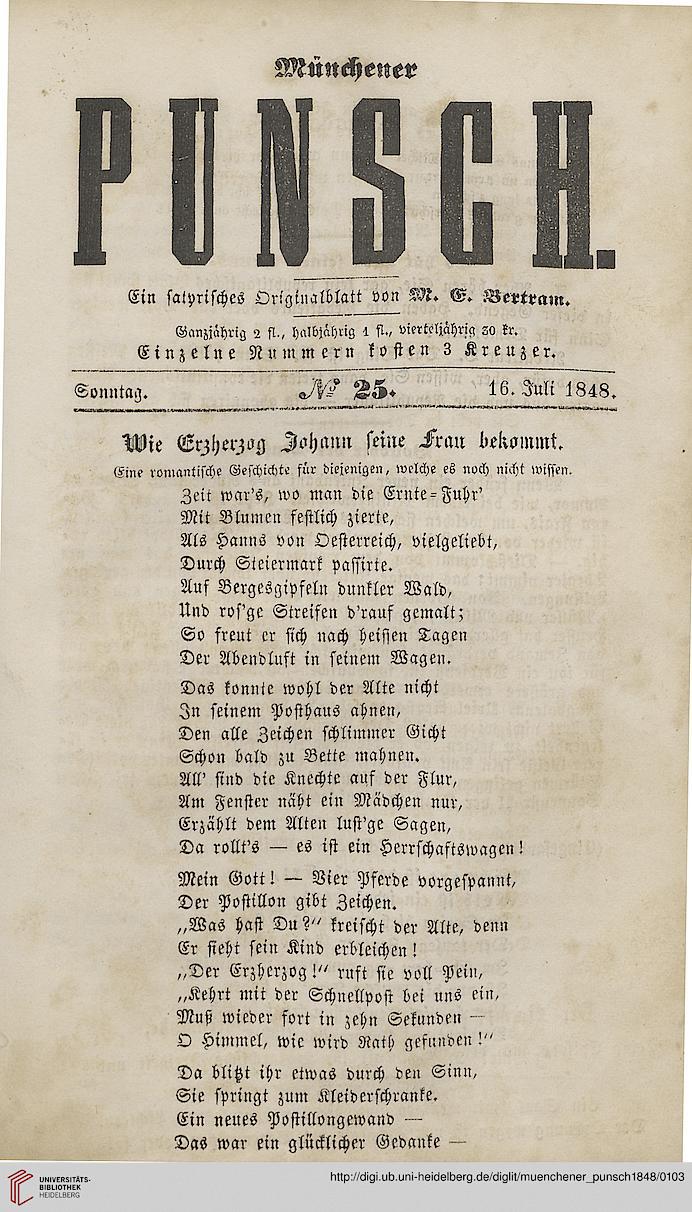 Münchener
PUNSCH.
Ein satyrisches Originalblatt von M. E. Bertram.
Ganzjährig 2 fl., halbjährig 1 fl., vierteljährig 30 kr.
Einzelne Nummern kosten 3 Kreuzer.
Sonntag. № 25. 16. Juli 1848.
Wie Erzherzog Johann seine Frau bekommt.
(Eine romantische Geschichte für diejenigen, welche es noch nicht wissen.
Zeit war's, wo man die Ernte=Fuhr'
Mit Blumen festlich zierte,
Als Hanns von Oesterreich, vielgeliebt,
Durch Steiermark passirte.
Auf Bergesgipfeln dunkler Wald,
Und ros'ge Streifen d'rauf gemalt;
So freut er sich nach heissen Tagen
Der Abendluft in seinem Wagen.
Das konnte wohl der Alte nicht
In seinem Posthaus ahnen,
Den alle Zeichen schlimmer Gicht
Schon bald zu Bette mahnen.
All' sind die Knechte auf der Flur,
Am Fenster näht ein Mädchen nur,
Erzählt dem Alten lust'ge Sagen,
Da rollt's — es ist ein Herrschaftswagen!
Mein Gott! — Vier Pferde vorgespannt,
Der Postillon gibt Zeichen.
„Was hast Du?" kreischt der Alte, denn
Er sieht sein Kind erbleichen!
„Der Erzherzog!" ruft sie voll Pein,
„Kehrt mit der Schnellpost bei uns ein,
Muß wieder fort in zehn Sekunden —
O Himmel, wie wird Rath gefunden!"
Da blitzt ihr etwas durch den Sinn,
Sie springt zum Kleiderschranke.
Ein neues Postillongewand —
Das war ein glücklicher Gedanke —
UNIVERSITÄTS-
BIBLIOTHEK
HEIDELBERG
http://digi.ub.uni-heidelberg.de/diglit/muenchener_punsch1848/0103